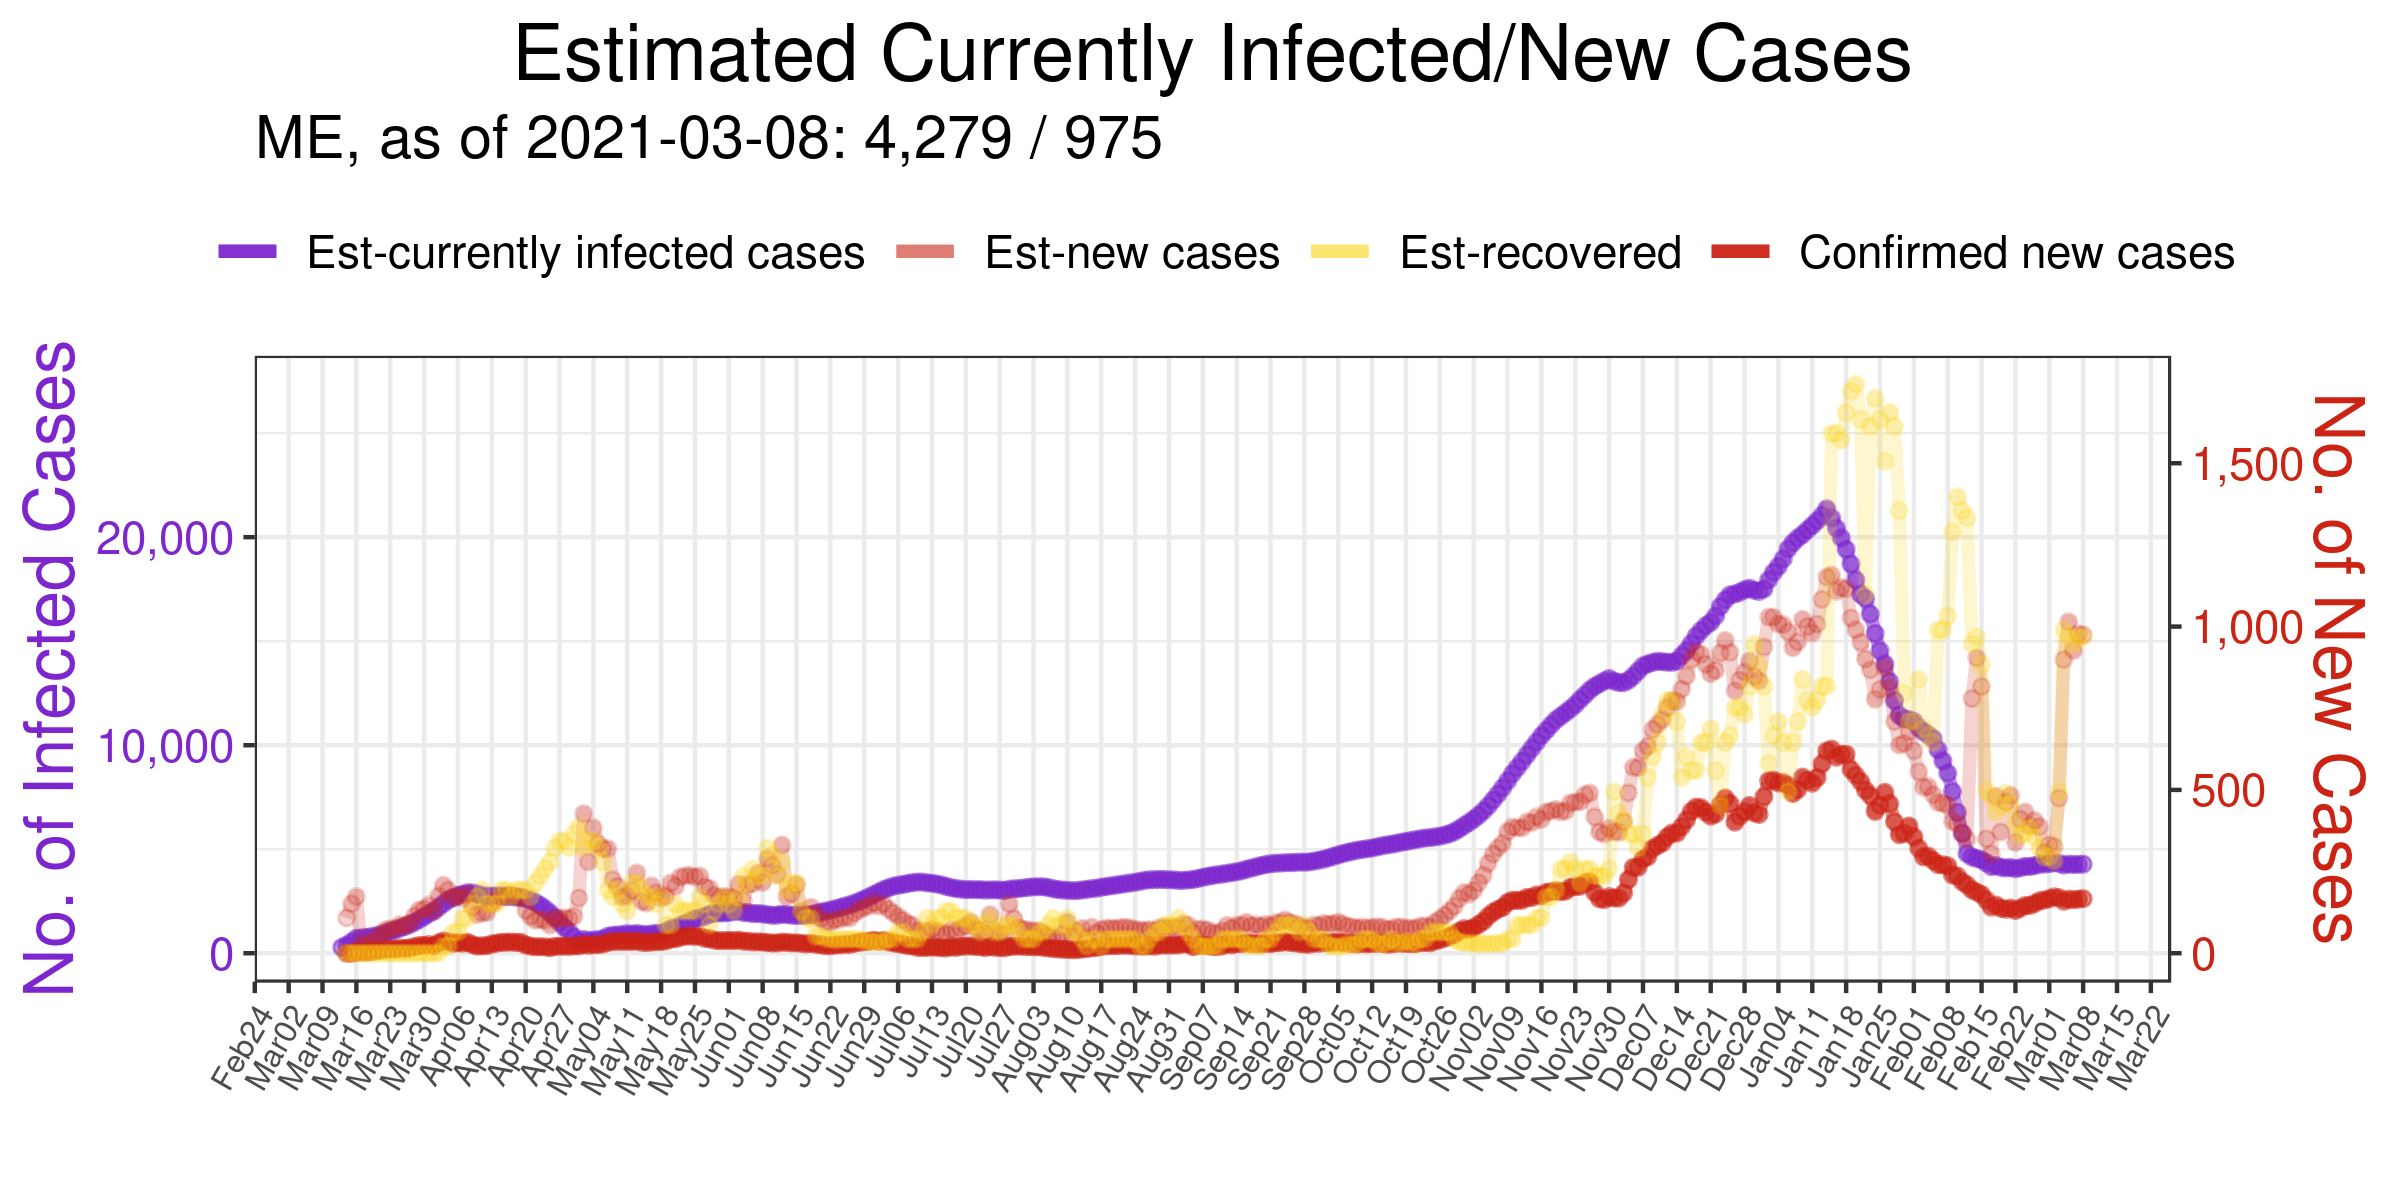 Estimated Currently Infected/New Cases
ME, as of 2021-03-08: 4,279 / 975
Est-currently infected cases Est-new cases Est-recovered Confirmed new cases
No. of Infected Cases
20,000
10,000
0
1,500
1,000
500
0
No. of New Cases
Feb24 Mar02 Mar09 Mar16 Mar23 Mar30 Apr06 Apr13 Apr20 Apr27 May04 May11 May18 May25 Jun01 Jun08 Jun15 Jun22 Jun29 Jul06 Jul13 Jul20 Jul27 Aug03 Aug10 Aug17 Aug24 Aug31 Sep07 Sep14 Sep21 Sep28 Oct05 Oct12 Oct19 Oct26 Nov02 Nov09 Nov16 Nov23 Nov30 Dec07 Dec14 Dec21 Dec28 Jan04 Jan11 Jan18 Jan25 Feb01 Feb08 Feb15 Feb22 Mar01 Mar08 Mar15 Mar22